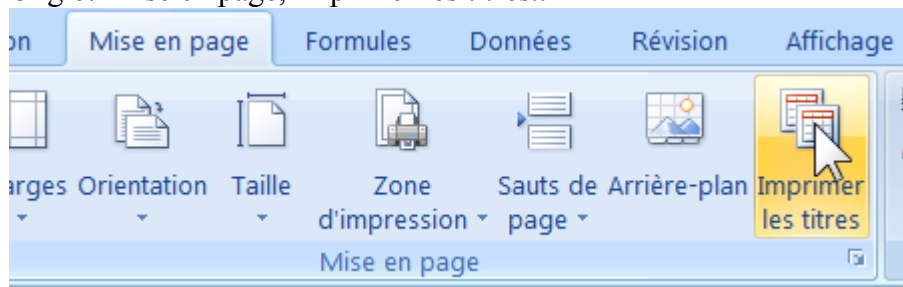 Mise en page Formules Données Révision Affichage
Orientation Taille Zone d'impression Sauts de page Arrière-plan Imprimer les titres
Mise en page